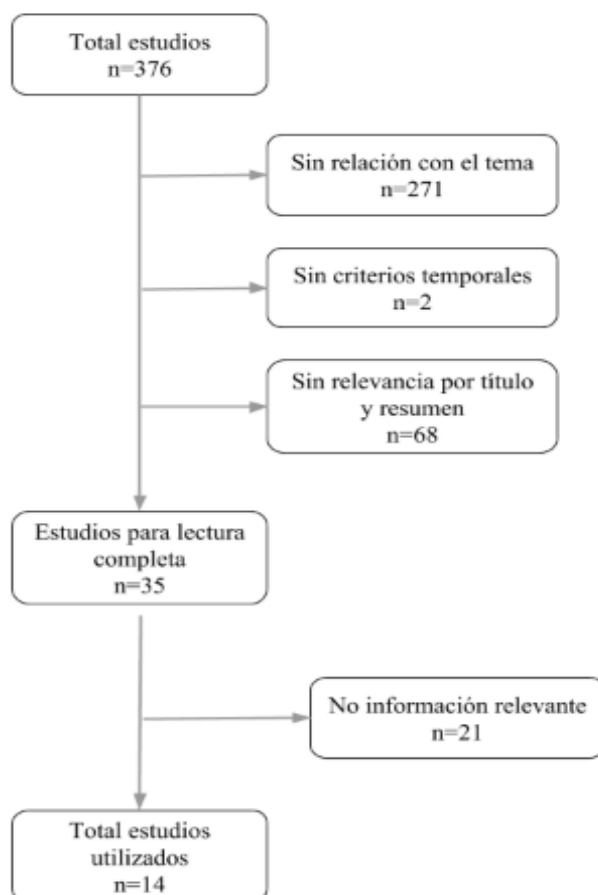 Total estudios
n=376
Sin relación con el tema
n=271
Sin criterios temporales
n=2
Sin relevancia por título
y resumen
n=68
Estudios para lectura
completa
n=35
No información relevante
n=21
Total estudios
utilizados
n=14